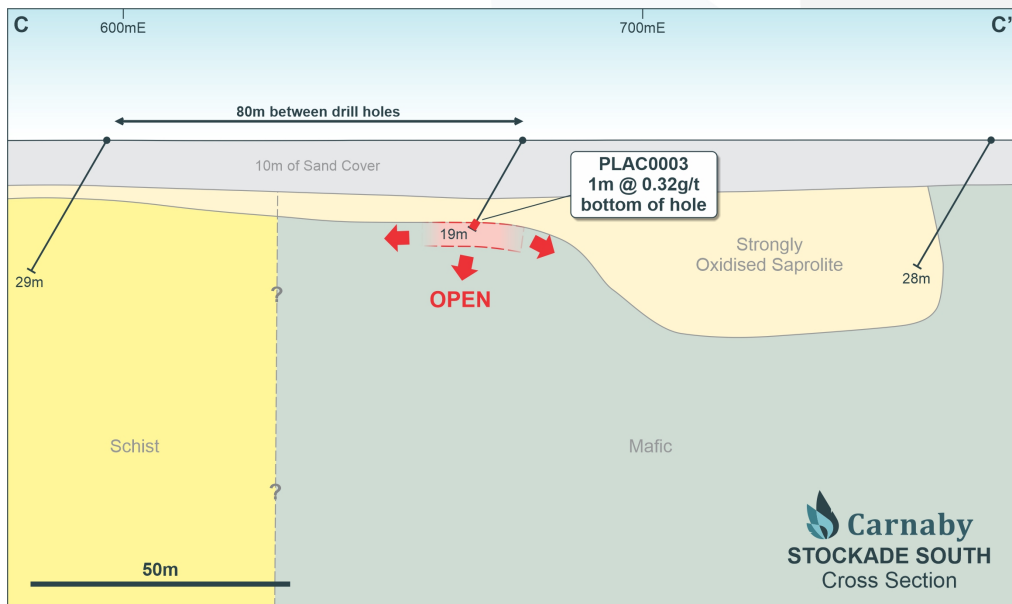 C
600mE
700mE
C'
80m between drill holes
10m of Sand Cover
PLAC0003
1m @ 0.32g/t
bottom of hole
19m
Strongly
Oxidised Saprolite
29m
28m
?
OPEN
Schist
Mafic
?
Carnaby
STOCKADE SOUTH
Cross Section
50m